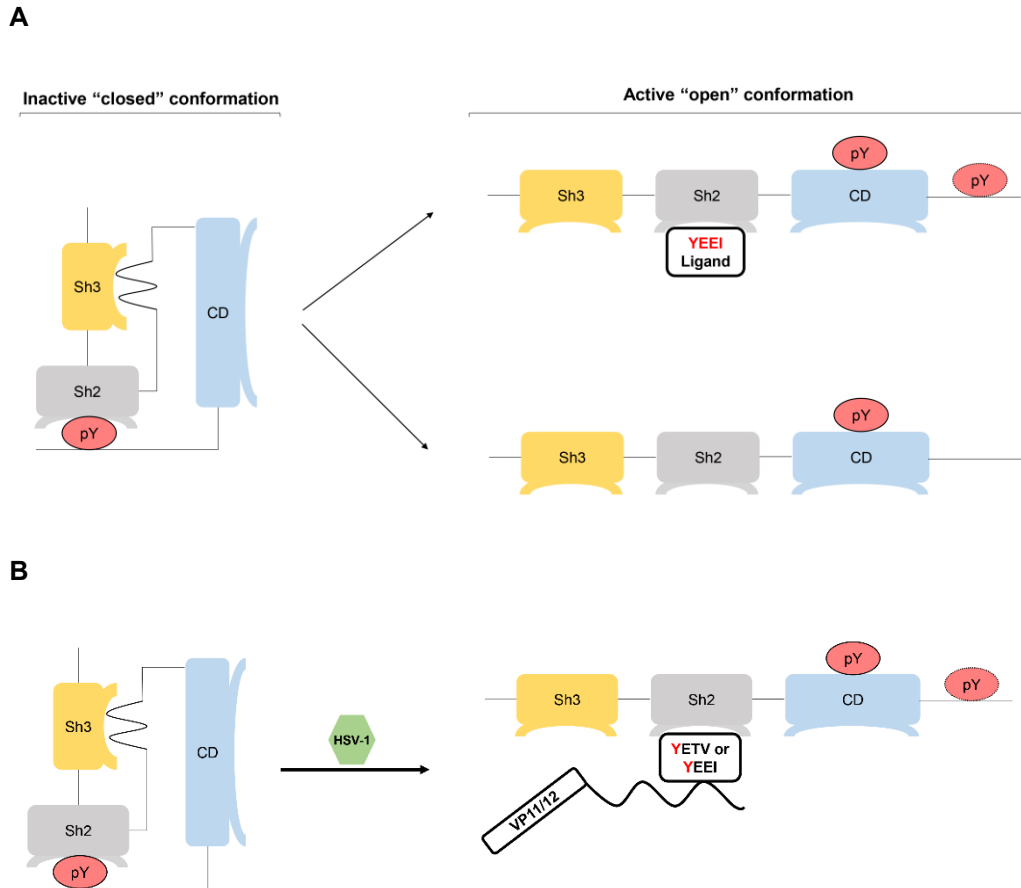 A
Inactive “closed” conformation
Active “open” conformation
Sh3
Sh2
pY
CD
Sh3
Sh2
CD
pY
pY
YEEI
Ligand
Sh3
Sh2
CD
pY
B
Sh3
Sh2
pY
CD
HSV-1
Sh3
Sh2
CD
pY
pY
YETV or
YEEI
VP11/12